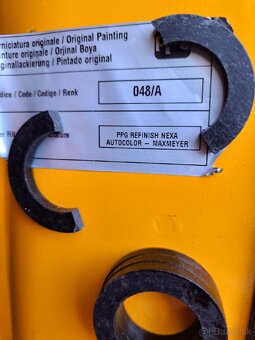 rniciatura originale / Original Painting
inture originale / Orjinal Boya
ginallackierung / Pintado original
dice / Code / Codigo / Renk
048/A
PPG REFINISH NEXA
AUTOCOLOR - MAXMEYER